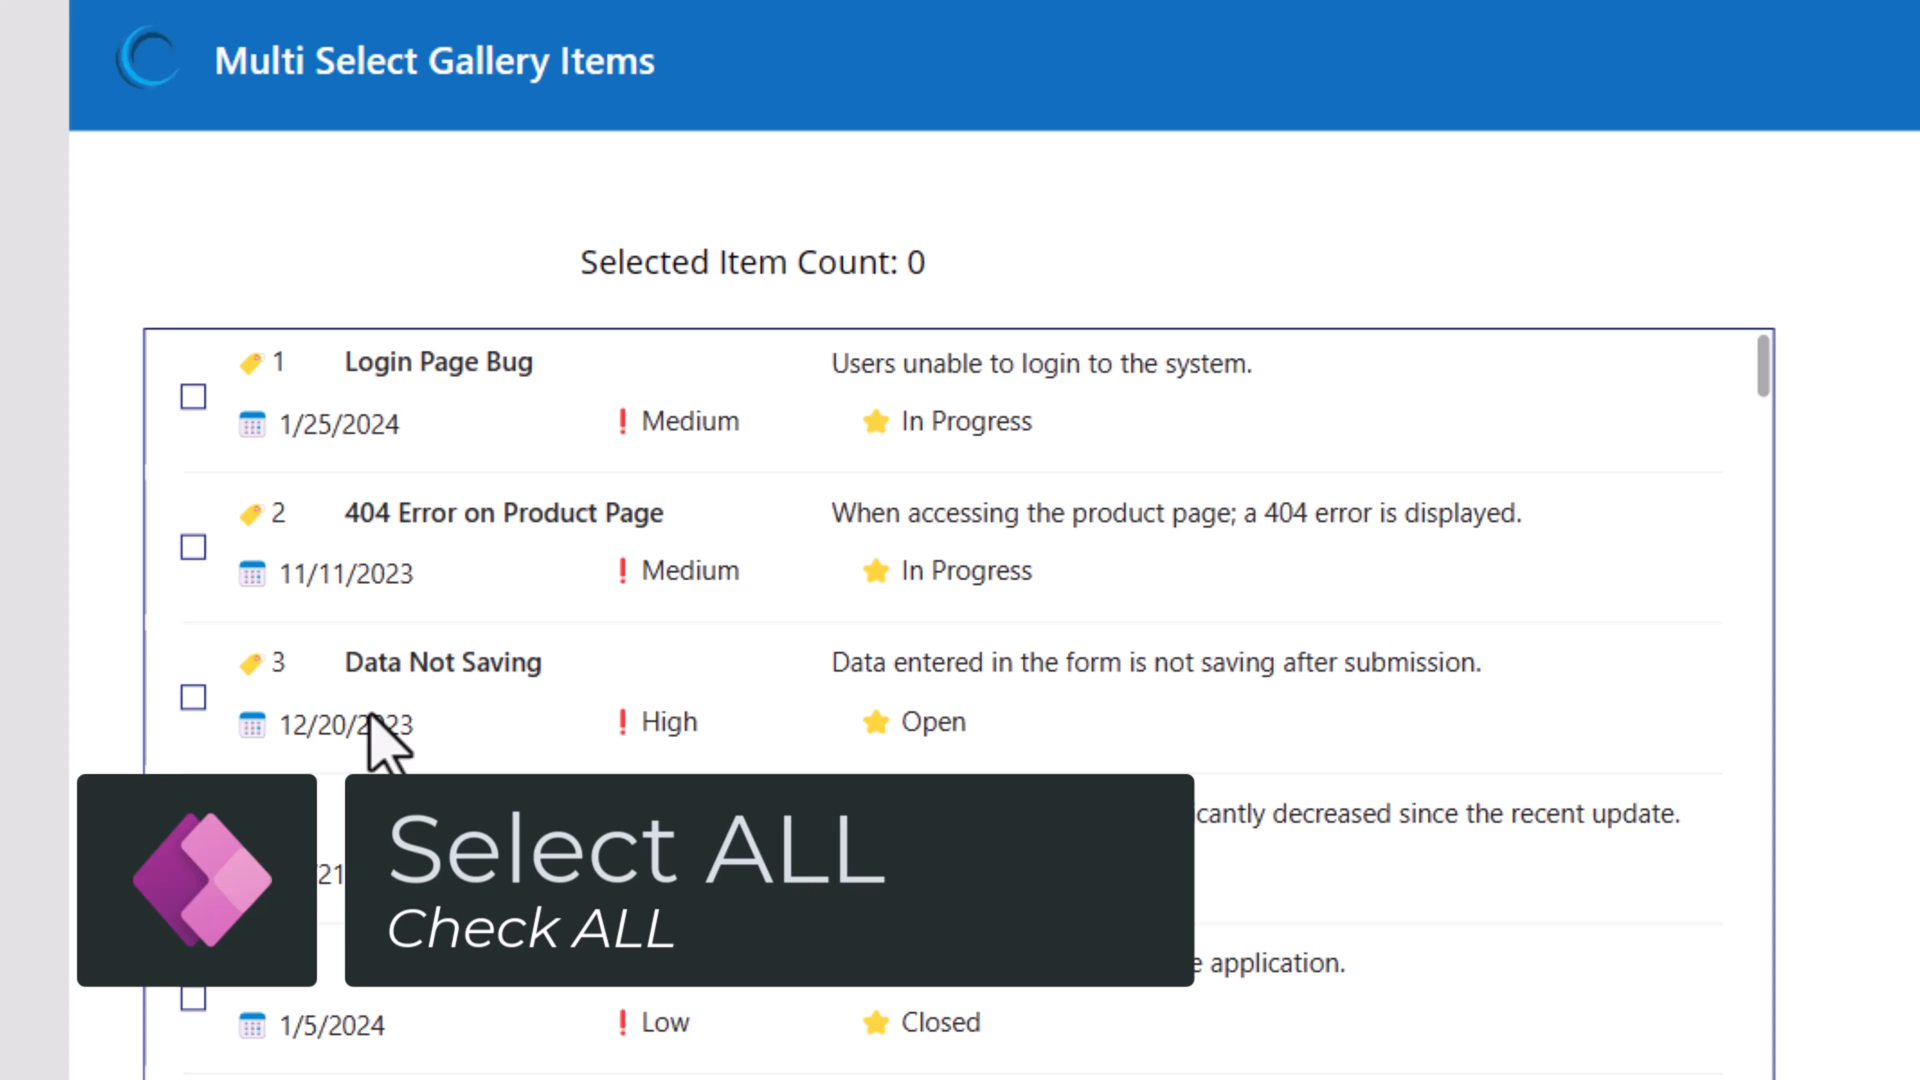 Multi Select Gallery Items
Selected Item Count: 0
1 Login Page Bug Users unable to login to the system.
1/25/2024 Medium In Progress
2 404 Error on Product Page When accessing the product page; a 404 error is displayed.
11/11/2023 Medium In Progress
3 Data Not Saving Data entered in the form is not saving after submission.
12/20/2023 High Open
decreased since the recent update.
Select ALL
Check ALL
application.
1/5/2024 Low Closed